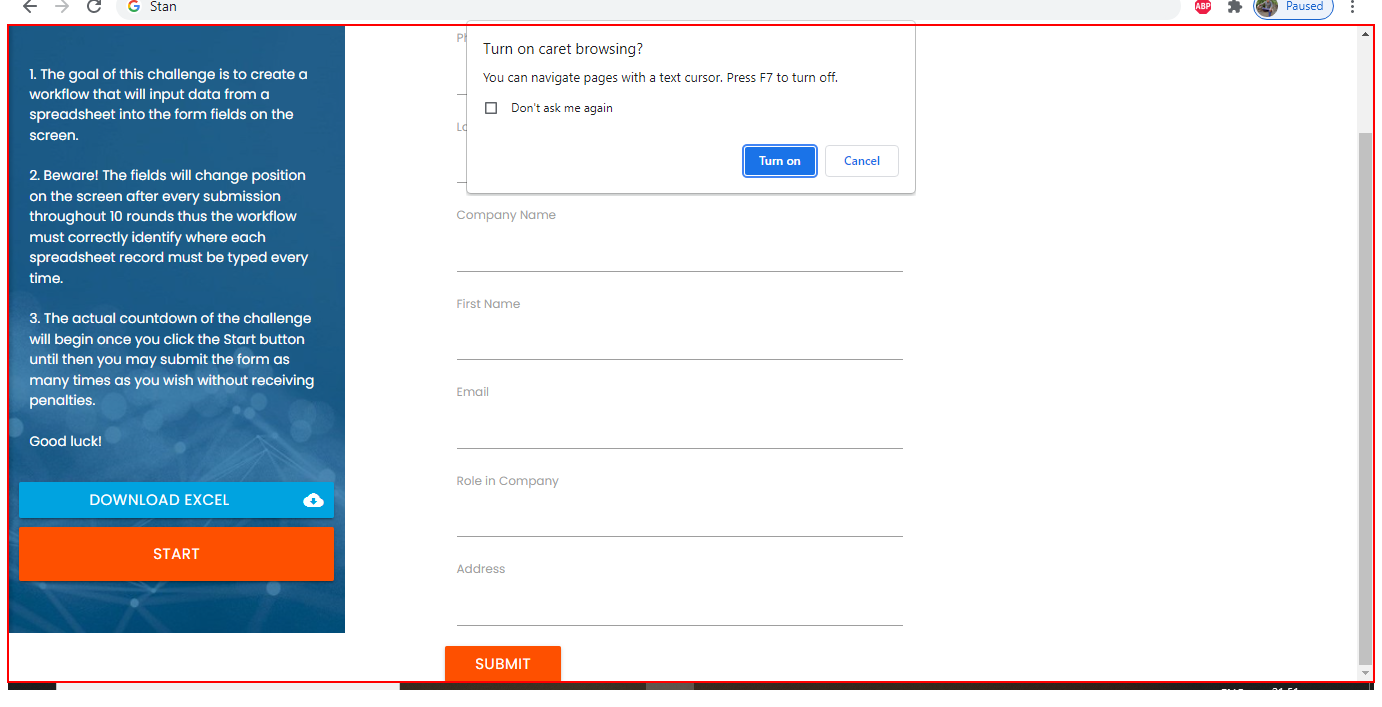 Stan
ABP
Paused
1. The goal of this challenge is to create a
workflow that will input data from a
spreadsheet into the form fields on the
screen.
2. Beware! The fields will change position
on the screen after every submission
throughout 10 rounds thus the workflow
must correctly identify where each
spreadsheet record must be typed every
time.
3. The actual countdown of the challenge
will begin once you click the Start button
until then you may submit the form as
many times as you wish without receiving
penalties.
Good luck!
DOWNLOAD EXCEL
START
Turn on caret browsing?
You can navigate pages with a text cursor. Press F7 to turn off.
Don't ask me again
Turn on
Cancel
Company Name
First Name
Email
Role in Company
Address
SUBMIT